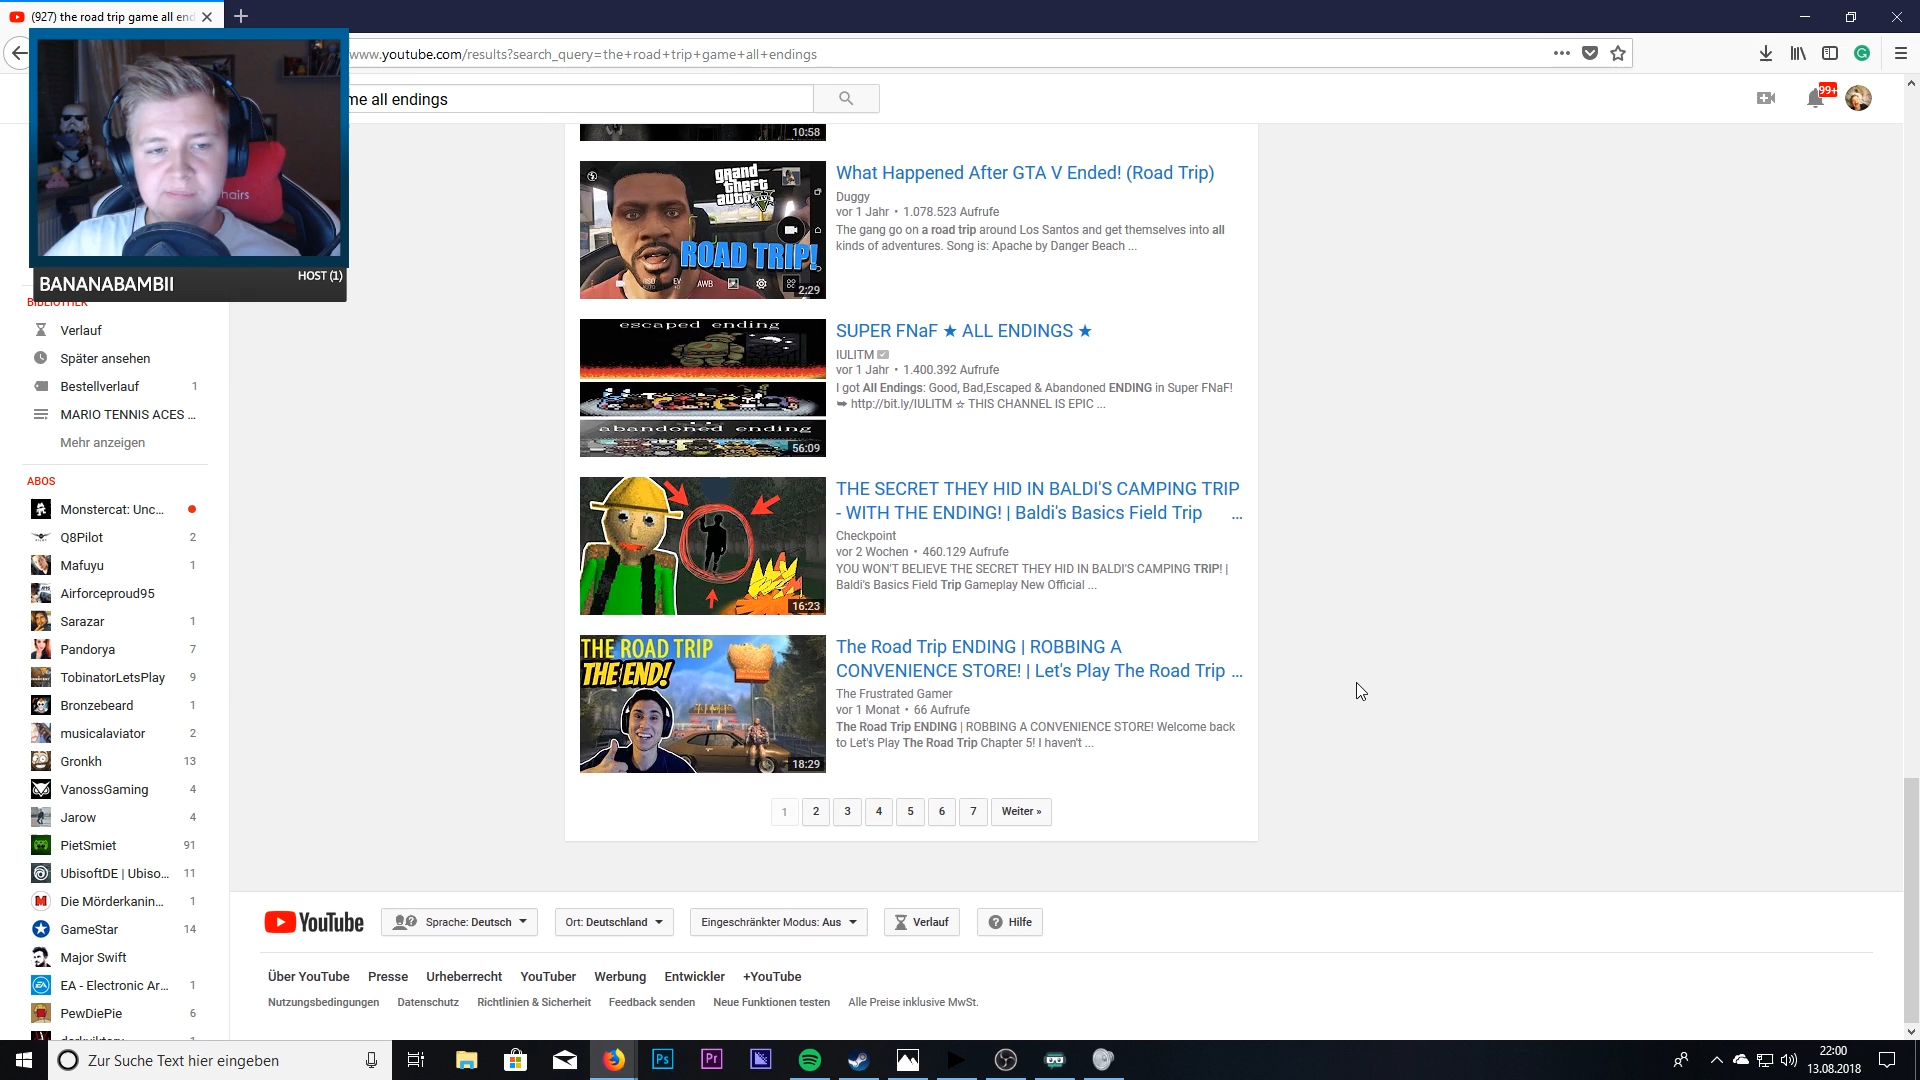 (927) the road trip game all end
www.youtube.com/results?search_query=the+road+trip+game+all+endings
me all endings
99+
hairs
BANANABAMBII
HOST (1)
BIBLIOTHEK
Verlauf
Später ansehen
Bestellverlauf 1
MARIO TENNIS ACES ...
Mehr anzeigen
ABOS
Monstercat: Unc...
Q8Pilot 2
Mafuyu 1
Airforceproud95
Sarazar 1
Pandorya 7
TobinatorLetsPlay 9
Bronzebeard 1
musicalaviator 2
Gronkh 13
VanossGaming 4
Jarow 4
PietSmiet 91
UbisoftDE | Ubiso... 11
Die Mörderkanin... 1
GameStar 14
Major Swift
EA - Electronic Ar... 1
PewDiePie 6
10:58
grand
theft
auto V
ROAD TRIP!
AWB
2:29
What Happened After GTA V Ended! (Road Trip)
Duggy
vor 1 Jahr • 1.078.523 Aufrufe
The gang go on a road trip around Los Santos and get themselves into all
kinds of adventures. Song is: Apache by Danger Beach ...
escaped ending
abandoned ending
56:09
SUPER FNaF ★ ALL ENDINGS ★
IULITM
vor 1 Jahr • 1.400.392 Aufrufe
I got All Endings: Good, Bad,Escaped & Abandoned ENDING in Super FNaF!
➥ http://bit.ly/IULITM ☆ THIS CHANNEL IS EPIC ...
16:23
THE SECRET THEY HID IN BALDI'S CAMPING TRIP
- WITH THE ENDING! | Baldi's Basics Field Trip ...
Checkpoint
vor 2 Wochen • 460.129 Aufrufe
YOU WON'T BELIEVE THE SECRET THEY HID IN BALDI'S CAMPING TRIP! |
Baldi's Basics Field Trip Gameplay New Official ...
THE ROAD TRIP
THE END!
18:29
The Road Trip ENDING | ROBBING A
CONVENIENCE STORE! | Let's Play The Road Trip ...
The Frustrated Gamer
vor 1 Monat • 66 Aufrufe
The Road Trip ENDING | ROBBING A CONVENIENCE STORE! Welcome back
to Let's Play The Road Trip Chapter 5! I haven't ...
1 2 3 4 5 6 7 Weiter »
YouTube
Sprache: Deutsch
Ort: Deutschland
Eingeschränkter Modus: Aus
Verlauf
Hilfe
Über YouTube Presse Urheberrecht YouTuber Werbung Entwickler +YouTube
Nutzungsbedingungen Datenschutz Richtlinien & Sicherheit Feedback senden Neue Funktionen testen Alle Preise inklusive MwSt.
Zur Suche Text hier eingeben
Ps
Pr
22:00
13.08.2018